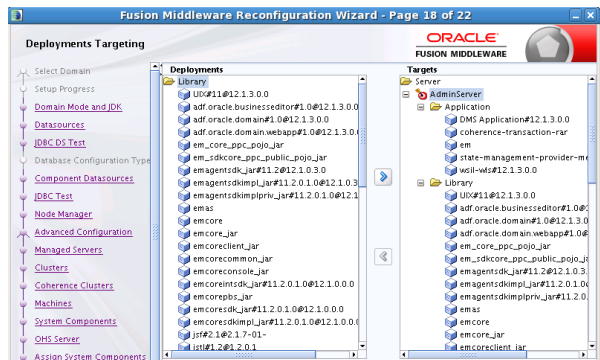 Fusion Middleware Reconfiguration Wizard - Page 18 of 22
Deployments Targeting
ORACLE
FUSION MIDDLEWARE
Select Domain
Setup Progress
Domain Mode and JDK
Datasources
JDBC DS Test
Database Configuration Type
Component Datasources
JDBC Test
Node Manager
Advanced Configuration
Managed Servers
Clusters
Coherence Clusters
Machines
System Components
OHS Server
Assign System Components
Deployments
Library
UIX#11@12.1.3.0.0
adf.oracle.businesseditor#1.0@12.1.3.0.0
adf.oracle.domain#1.0@12.1.3.0.0
adf.oracle.domain.webapp#1.0@12.1.3.0.
em_core_ppc_pojo_jar
em_sdkcore_ppc_public_pojo_jar
emagentsdk_jar#11.2@12.1.0.3.0
emagentsdkimpl_jar#11.2.0.1.0@12.1.0.3
emagentsdkimplpriv_jar#11.2.0.1.0@12.1
emas
emcore
emcore_jar
emcoreclient_jar
emcorecommon_jar
emcoreconsole_jar
emcoreintsdk_jar#11.2.0.1.0@12.1.0.0.0
emcorepbs_jar
emcoresdk_jar#11.2.0.1.0@12.1.0.0.0
emcoresdkimpl_jar#11.2.0.1.0@12.1.0.0.
jsf#2.1@2.1.7-01-
jstl#1.2@1.2.0.1
Targets
Server
AdminServer
Application
DMS Application#12.1.3.0.0
coherence-transaction-rar
em
state-management-provider-me
wsil-wls#12.1.3.0.0
Library
UIX#11@12.1.3.0.0
adf.oracle.businesseditor#1.0@
adf.oracle.domain#1.0@12.1.3.0
adf.oracle.domain.webapp#1.0@
em_core_ppc_pojo_jar
em_sdkcore_ppc_public_pojo_ja
emagentsdk_jar#11.2@12.1.0.3.
emagentsdkimpl_jar#11.2.0.1.0
emagentsdkimplpriv_jar#11.2.0.
emas
emcore
emcore_jar
emcoreclient_jar